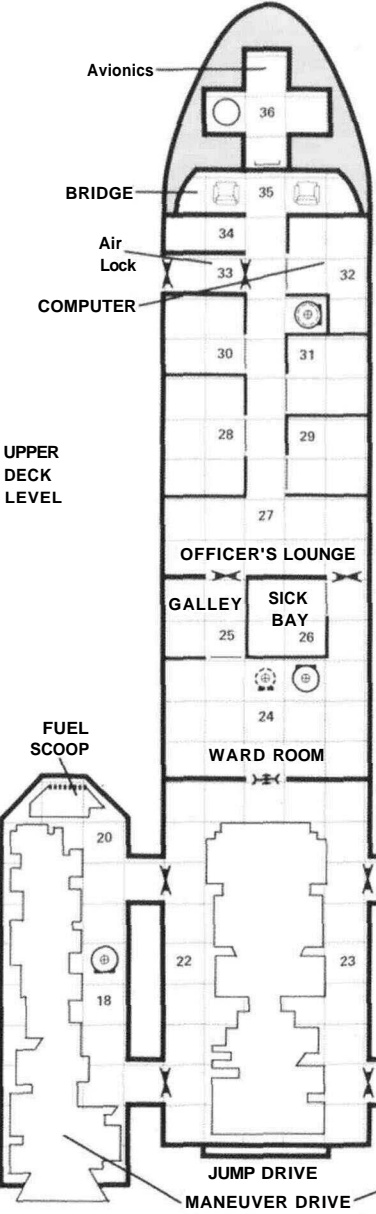 Avionics
36
BRIDGE
35
34
Air
Lock
33
32
COMPUTER
30
31
UPPER
DECK
LEVEL
28
29
27
OFFICER'S LOUNGE
GALLEY
SICK
BAY
25
26
24
FUEL
SCOOP
WARD ROOM
20
22
23
18
JUMP DRIVE
MANEUVER DRIVE